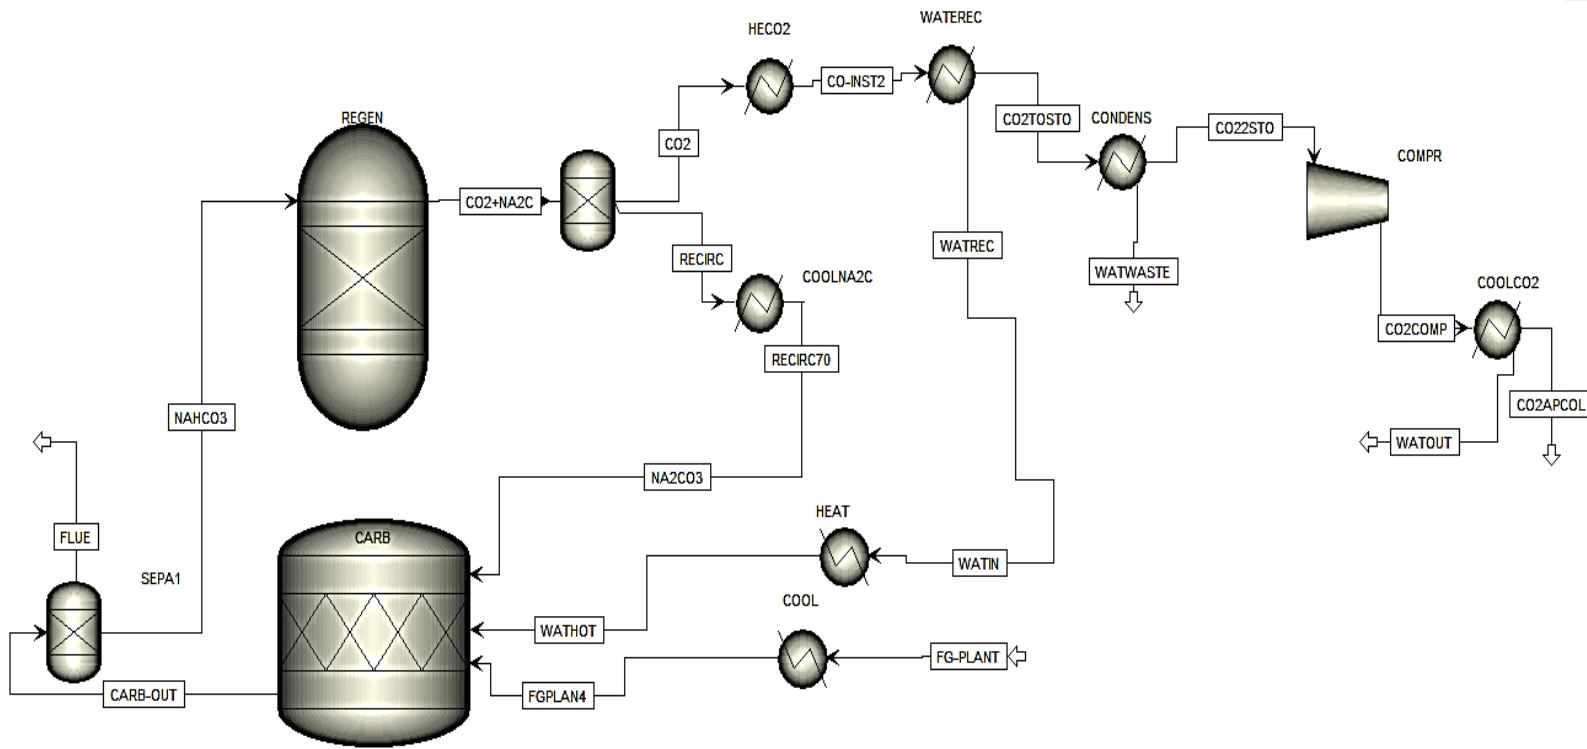 WATEREC
HECO2
CO-INST2
REGEN
CO2TOSTO
CONDENS
CO22STO
CO2
COMPR
CO2+NA2C
WATREC
RECIRC
WATWASTE
COOLNA2C
COOLCO2
CO2COMP
RECIRC70
CO2APCOL
NAHCO3
WATOUT
NA2CO3
HEAT
FLUE
CARB
WATIN
SEPA1
COOL
WATHOT
FG-PLANT
CARB-OUT
FGPLAN4